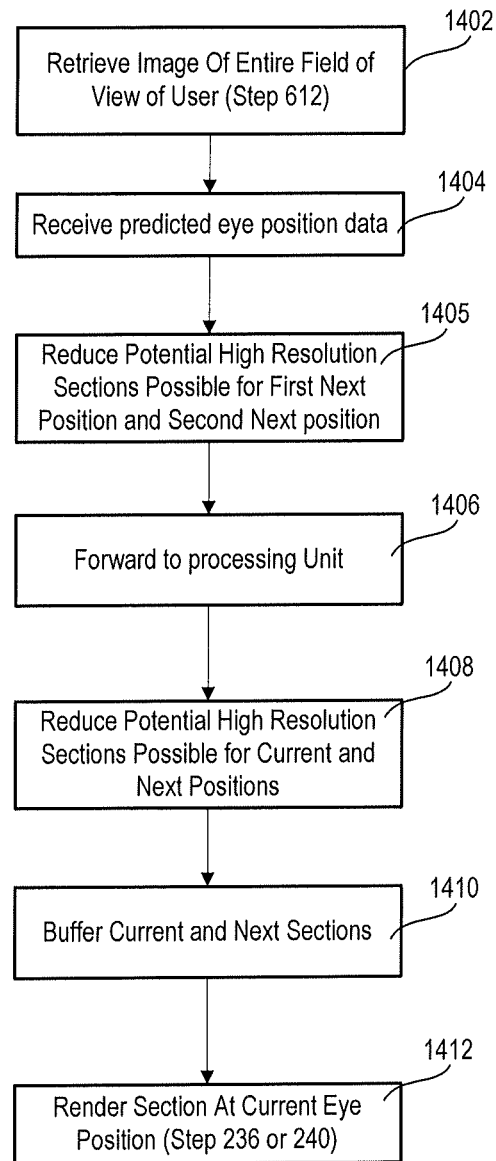 1402
Retrieve Image Of Entire Field of
View of User (Step 612)
1404
Receive predicted eye position data
1405
Reduce Potential High Resolution
Sections Possible for First Next
Position and Second Next position
1406
Forward to processing Unit
1408
Reduce Potential High Resolution
Sections Possible for Current and
Next Positions
1410
Buffer Current and Next Sections
1412
Render Section At Current Eye
Position (Step 236 or 240)